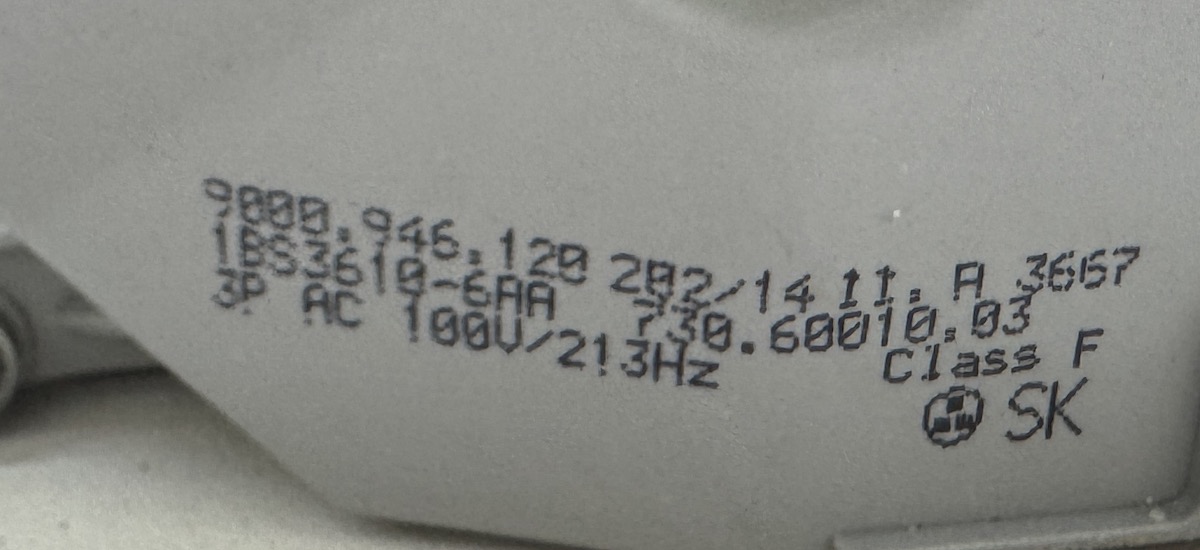 9000.946.120 202/14 II. A 3667
1BS3610-6AA 730.60010.03
3P AC 100V/213Hz Class F
SK